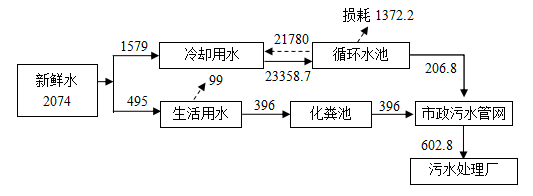 损耗 1372.2
1579
冷却用水
21780
23358.7
循环水池
206.8
新鲜水
2074
99
495
生活用水
396
化粪池
396
市政污水管网
602.8
污水处理厂